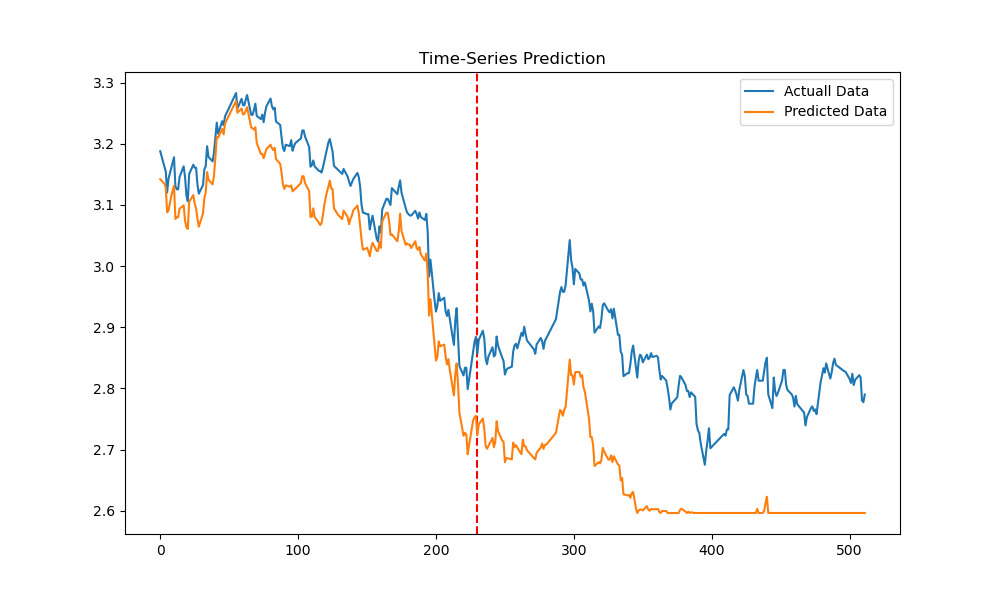 Time-Series Prediction
Actuall Data
Predicted Data
3.3
3.2
3.1
3.0
2.9
2.8
2.7
2.6
0 100 200 300 400 500